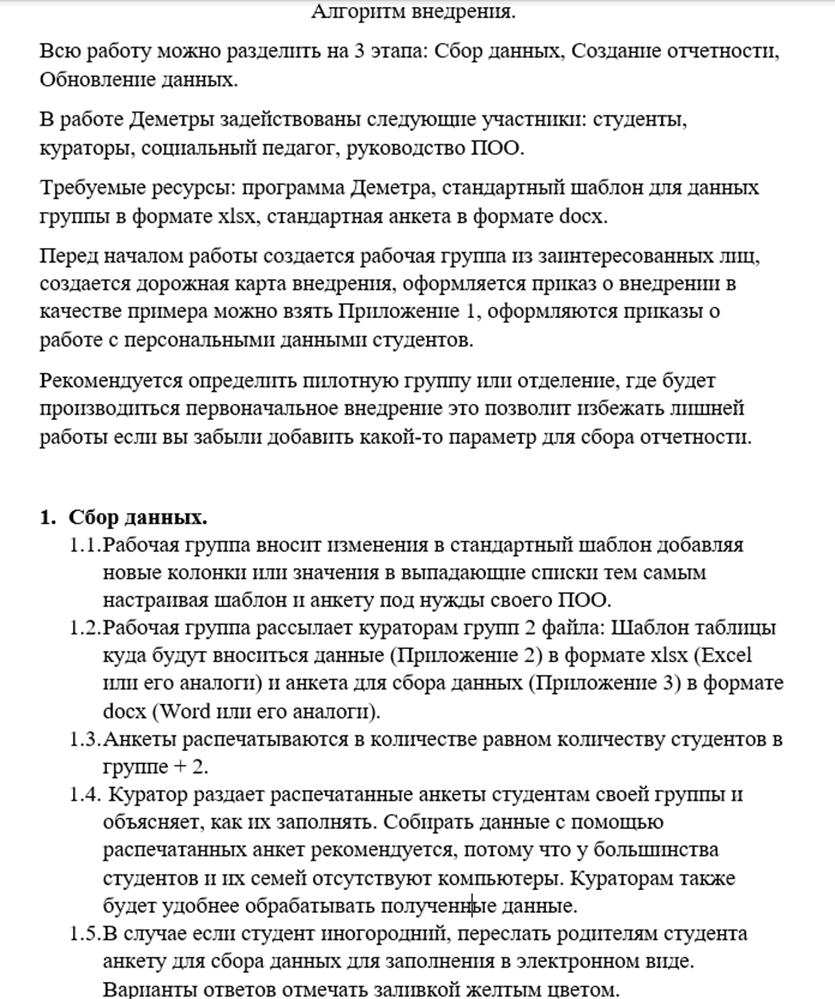 Алгоритм внедрения.
Всю работу можно разделить на 3 этапа: Сбор данных, Создание отчетности,
Обновление данных.
В работе Деметры задействованы следующие участники: студенты,
кураторы, социальный педагог, руководство ПОО.
Требуемые ресурсы: программа Деметра, стандартный шаблон для данных
группы в формате xlsx, стандартная анкета в формате docx.
Перед началом работы создается рабочая группа из заинтересованных лиц,
создается дорожная карта внедрения, оформляется приказ о внедрении в
качестве примера можно взять Приложение 1, оформляются приказы о
работе с персональными данными студентов.
Рекомендуется определить пилотную группу или отделение, где будет
производиться первоначальное внедрение это позволит избежать лишней
работы если вы забыли добавить какой-то параметр для сбора отчетности.
1. Сбор данных.
1.1.Рабочая группа вносит изменения в стандартный шаблон добавляя
новые колонки или значения в выпадающие списки тем самым
настраивая шаблон и анкету под нужды своего ПОО.
1.2.Рабочая группа рассылает кураторам групп 2 файла: Шаблон таблицы
куда будут вноситься данные (Приложение 2) в формате xlsx (Excel
или его аналоги) и анкета для сбора данных (Приложение 3) в формате
docx (Word или его аналоги).
1.3.Анкеты распечатываются в количестве равном количеству студентов в
группе + 2.
1.4. Куратор раздает распечатанные анкеты студентам своей группы и
объясняет, как их заполнять. Собирать данные с помощью
распечатанных анкет рекомендуется, потому что у большинства
студентов и их семей отсутствуют компьютеры. Кураторам также
будет удобнее обрабатывать полученные данные.
1.5.В случае если студент иногородний, переслать родителям студента
анкету для сбора данных для заполнения в электронном виде.
Варианты ответов отмечать заливкой желтым цветом.